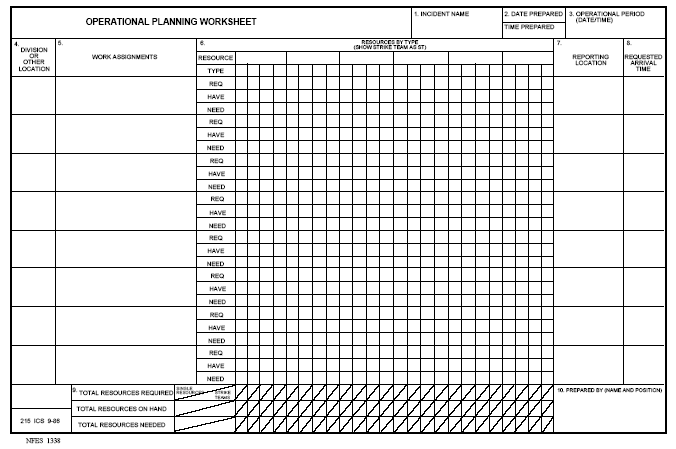 OPERATIONAL PLANNING WORKSHEET
1. INCIDENT NAME
2. DATE PREPARED
TIME PREPARED
3. OPERATIONAL PERIOD
(DATE/TIME)
4.
DIVISION
OR
OTHER
LOCATION
5.
WORK ASSIGNMENTS
6.
RESOURCES BY TYPE
(SHOW STRIKE TEAM AS ST)
RESOURCE
TYPE
7.
REPORTING
LOCATION
8.
REQUESTED
ARRIVAL
TIME
REQ
HAVE
NEED
REQ
HAVE
NEED
REQ
HAVE
NEED
REQ
HAVE
NEED
REQ
HAVE
NEED
REQ
HAVE
NEED
REQ
HAVE
NEED
REQ
HAVE
NEED
9.
TOTAL RESOURCES REQUIRED
SINGLE
RESOURCES
STRIKE
TEAMS
TOTAL RESOURCES ON HAND
TOTAL RESOURCES NEEDED
10. PREPARED BY (NAME AND POSITION)
215 ICS 9-86
NFES 1338